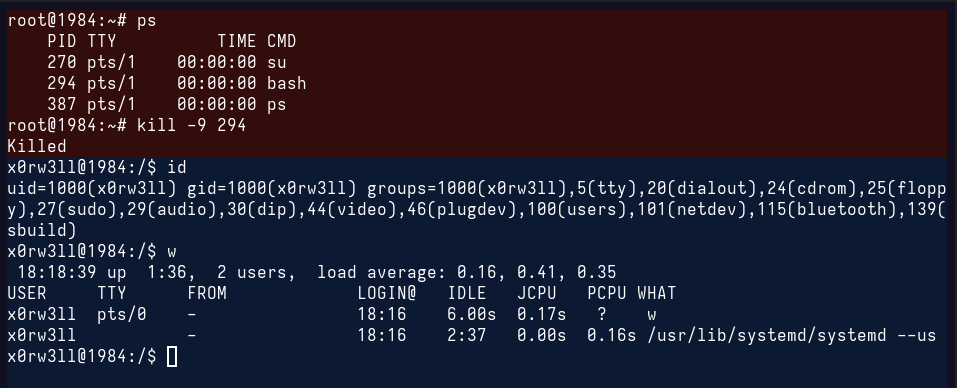 root@1984:~# ps
    PID TTY          TIME CMD
    270 pts/1    00:00:00 su
    294 pts/1    00:00:00 bash
    387 pts/1    00:00:00 ps
root@1984:~# kill -9 294
Killed
x0rw3ll@1984:/$ id
uid=1000(x0rw3ll) gid=1000(x0rw3ll) groups=1000(x0rw3ll),5(tty),20(dialout),24(cdrom),25(flopp
y),27(sudo),29(audio),30(dip),44(video),46(plugdev),100(users),101(netdev),115(bluetooth),139(
sbuild)
x0rw3ll@1984:/$ w
 18:18:39 up  1:36,  2 users,  load average: 0.16, 0.41, 0.35
USER     TTY      FROM             LOGIN@   IDLE   JCPU   PCPU WHAT
x0rw3ll  pts/0    -                18:16    6.00s  0.17s   ?    w
x0rw3ll           -                18:16    2:37   0.00s  0.16s /usr/lib/systemd/systemd --us
x0rw3ll@1984:/$